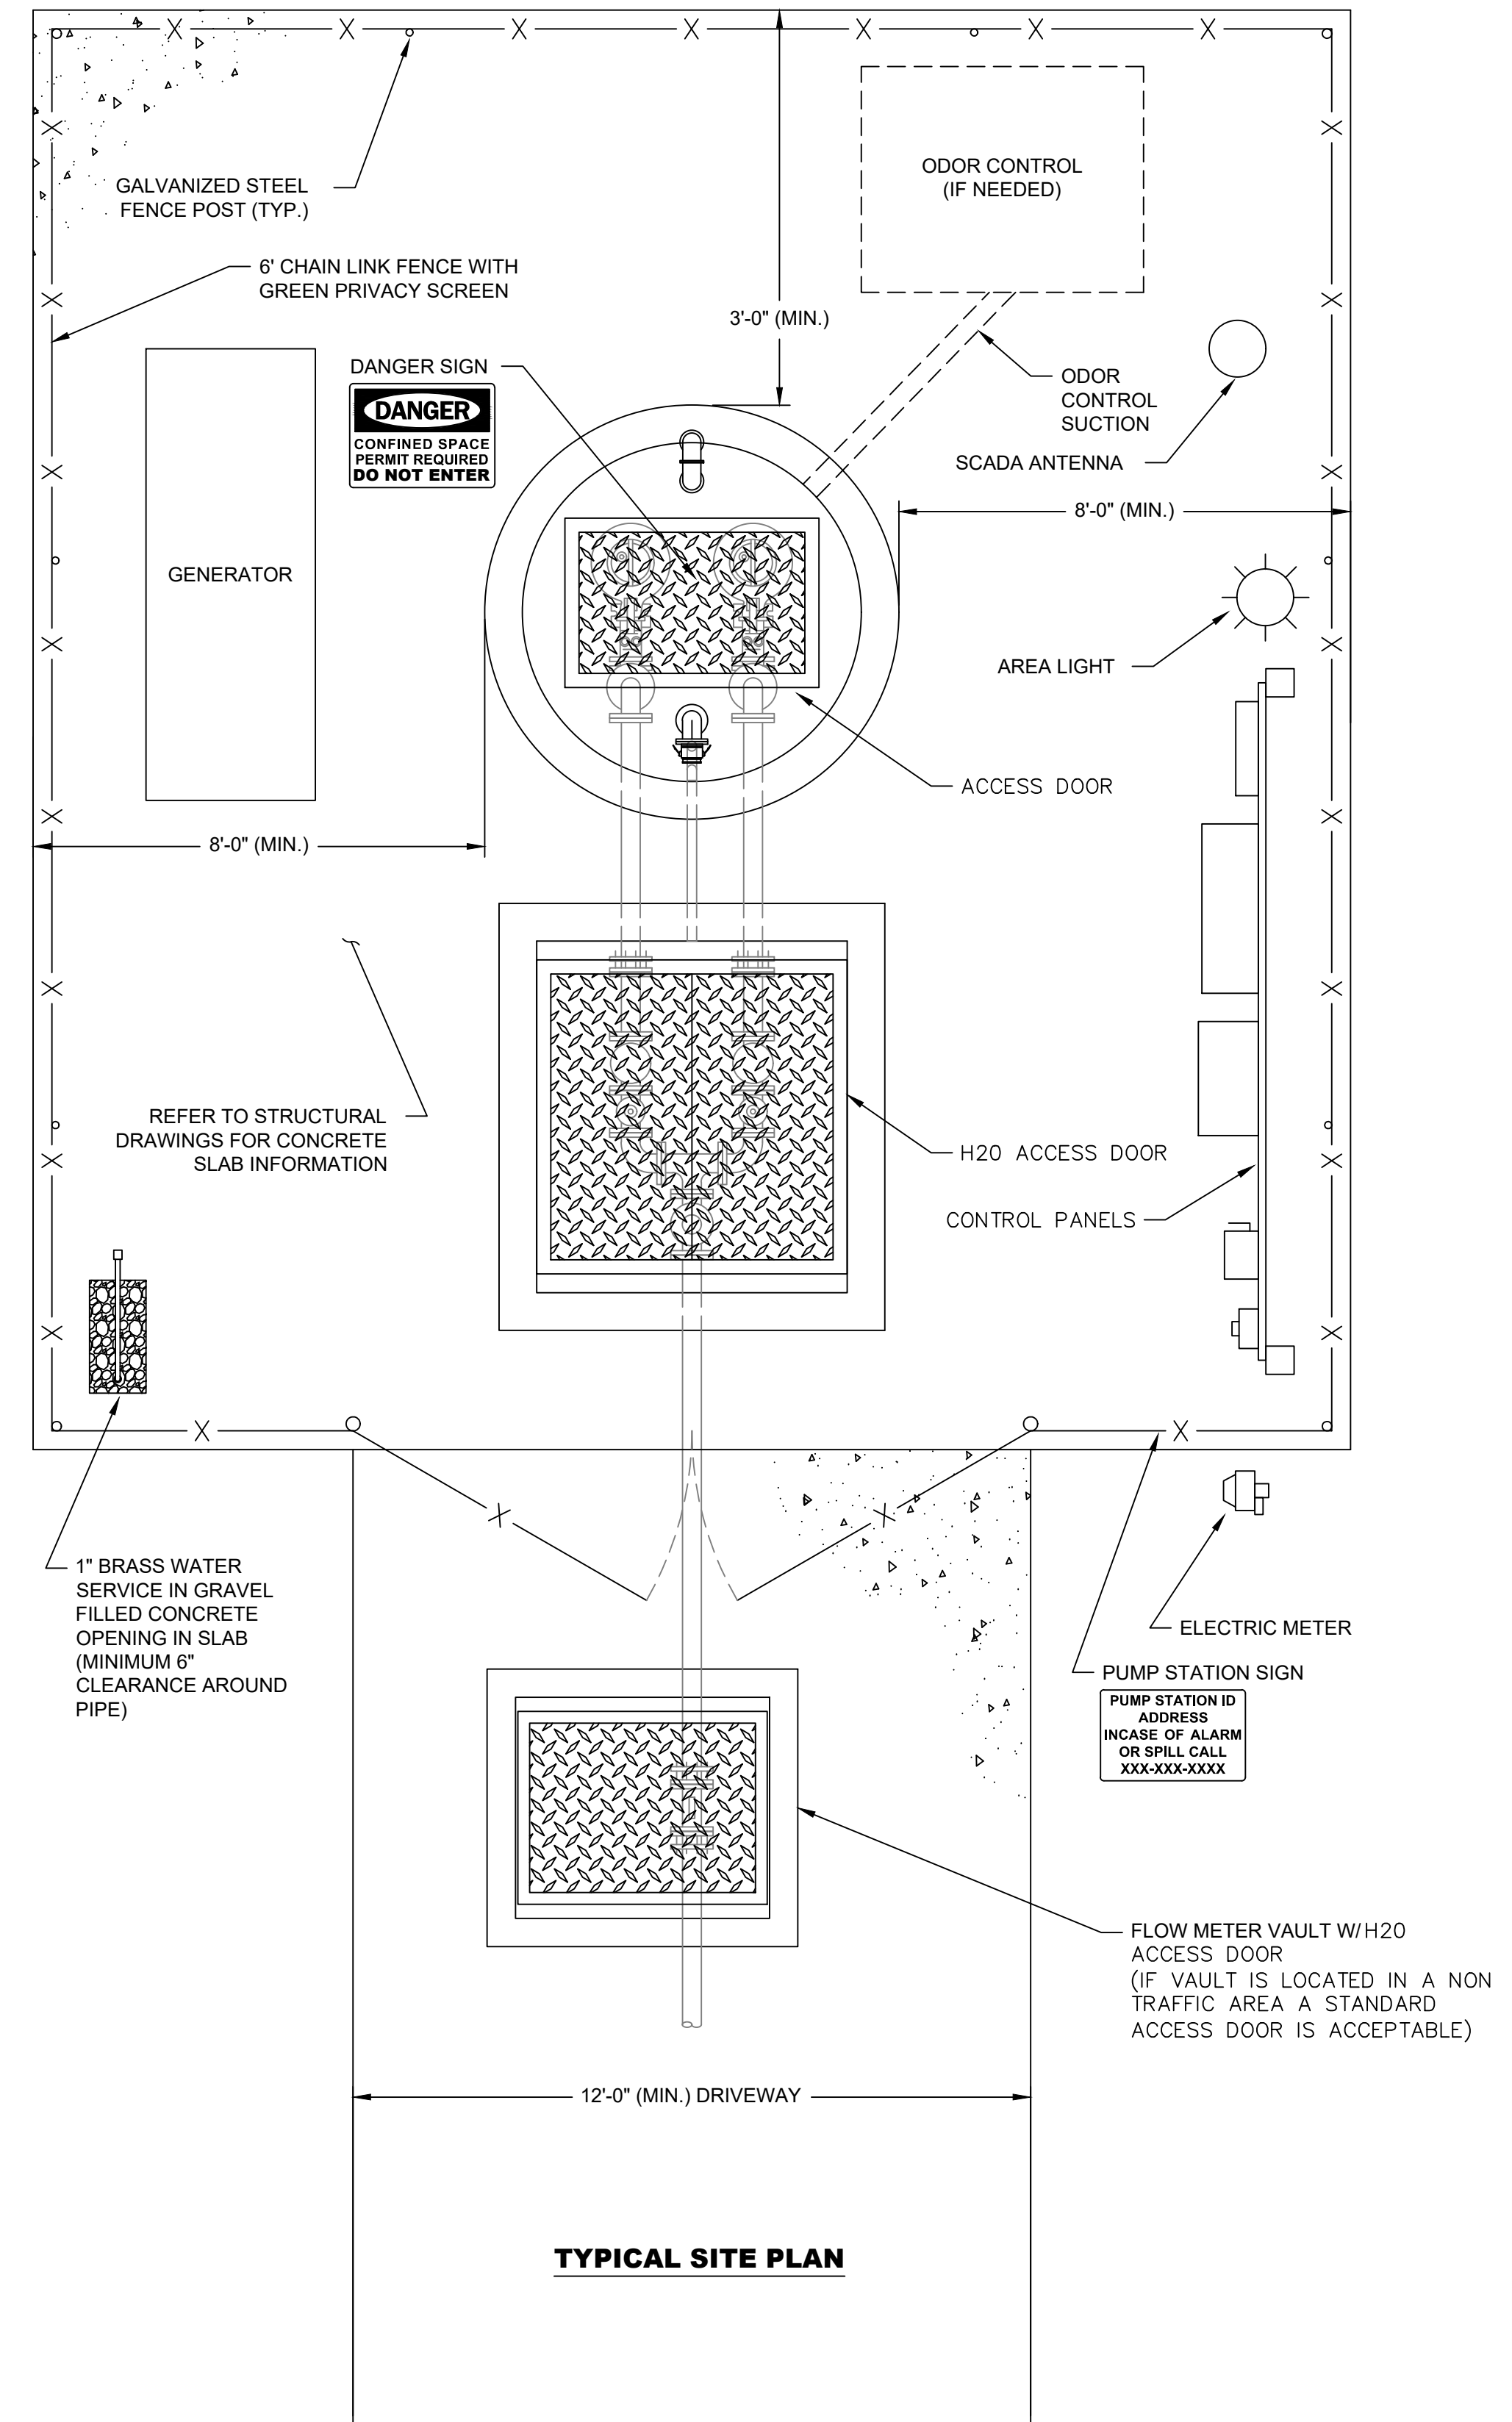 ODOR CONTROL
(IF NEEDED)
GALVANIZED STEEL
FENCE POST (TYP.)
6' CHAIN LINK FENCE WITH
GREEN PRIVACY SCREEN
3'-0" (MIN.)
DANGER SIGN
DANGER
CONFINED SPACE
PERMIT REQUIRED
DO NOT ENTER
ODOR
CONTROL
SUCTION
SCADA ANTENNA
8'-0" (MIN.)
GENERATOR
AREA LIGHT
ACCESS DOOR
8'-0" (MIN.)
REFER TO STRUCTURAL
DRAWINGS FOR CONCRETE
SLAB INFORMATION
H20 ACCESS DOOR
CONTROL PANELS
1" BRASS WATER
SERVICE IN GRAVEL
FILLED CONCRETE
OPENING IN SLAB
(MINIMUM 6"
CLEARANCE AROUND
PIPE)
ELECTRIC METER
PUMP STATION SIGN
PUMP STATION ID
ADDRESS
INCASE OF ALARM
OR SPILL CALL
XXX-XXX-XXXX
FLOW METER VAULT W/H20
ACCESS DOOR
(IF VAULT IS LOCATED IN A NON
TRAFFIC AREA A STANDARD
ACCESS DOOR IS ACCEPTABLE)
12'-0" (MIN.) DRIVEWAY
TYPICAL SITE PLAN